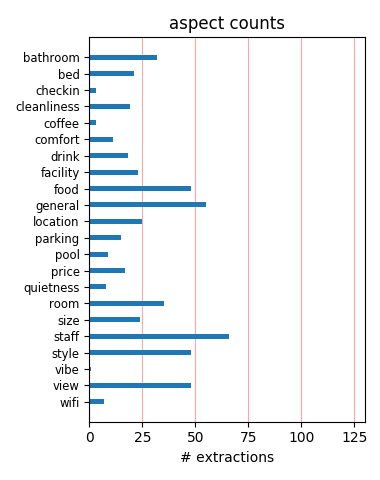 aspect counts
bathroom
bed
checkin
cleanliness
coffee
comfort
drink
facility
food
general
location
parking
pool
price
quietness
room
size
staff
style
vibe
view
wifi
0 25 50 75 100 125
# extractions